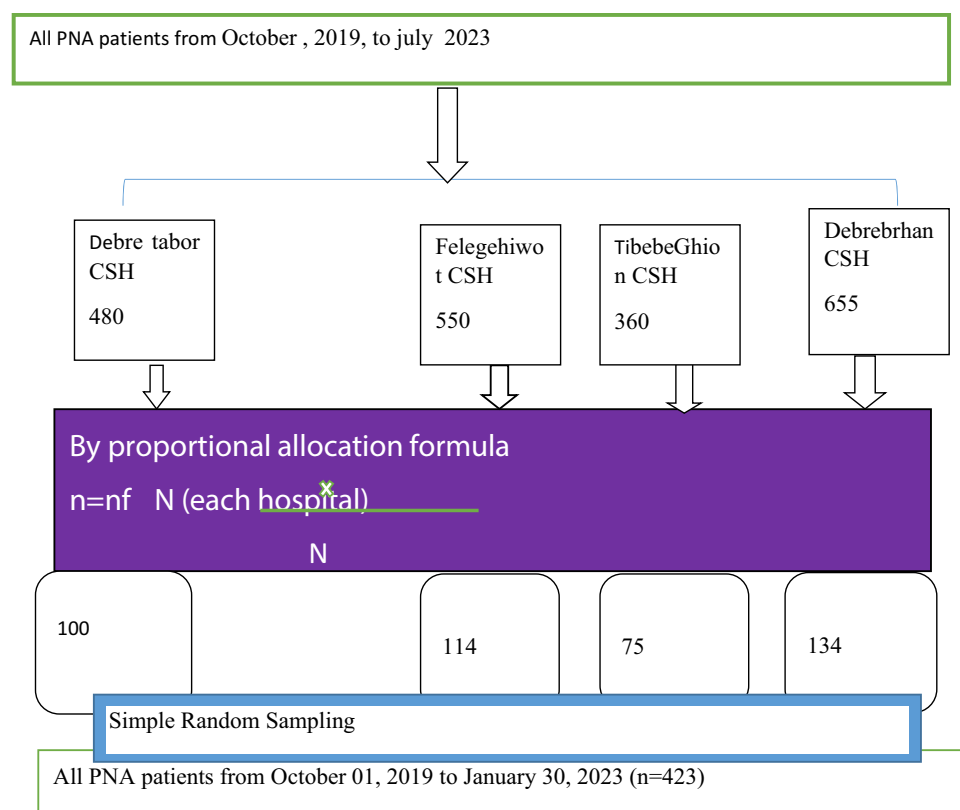 All PNA patients from October , 2019, to july 2023
Debre tabor
CSH
480
Felegehiwo
t CSH
550
TibebeGhio
n CSH
360
Debrebrhan
CSH
655
By proportional allocation formula
x
n=nf N (each hospital)
N
100
114
75
134
Simple Random Sampling
All PNA patients from October 01, 2019 to January 30, 2023 (n=423)